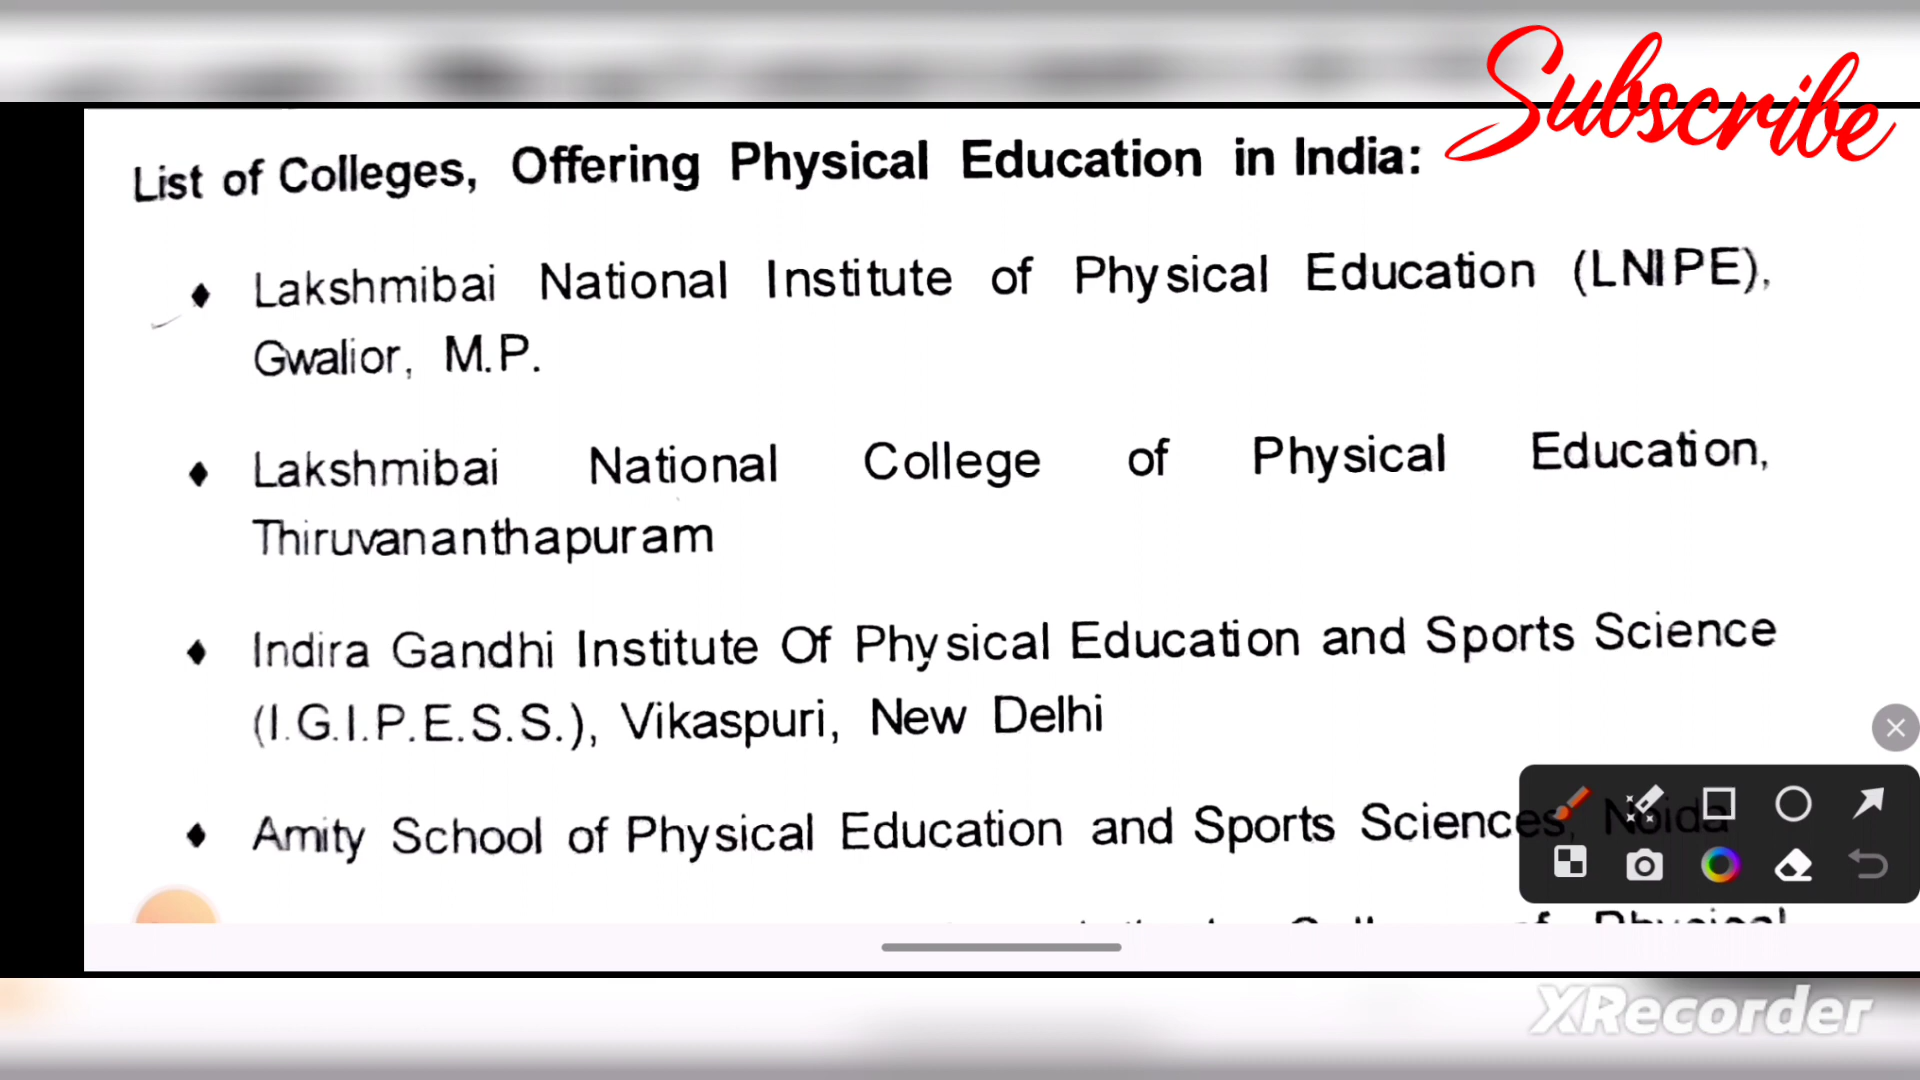 Subscribe
List of Colleges, Offering Physical Education in India:
♦ Lakshmibai National Institute of Physical Education (LNIPE),
Gwalior, M.P.
♦ Lakshmibai National College of Physical Education,
Thiruvananthapuram
♦ Indira Gandhi Institute Of Physical Education and Sports Science
(I.G.I.P.E.S.S.), Vikaspuri, New Delhi
♦ Amity School of Physical Education and Sports Sciences, Noida
of Physical
XRecorder